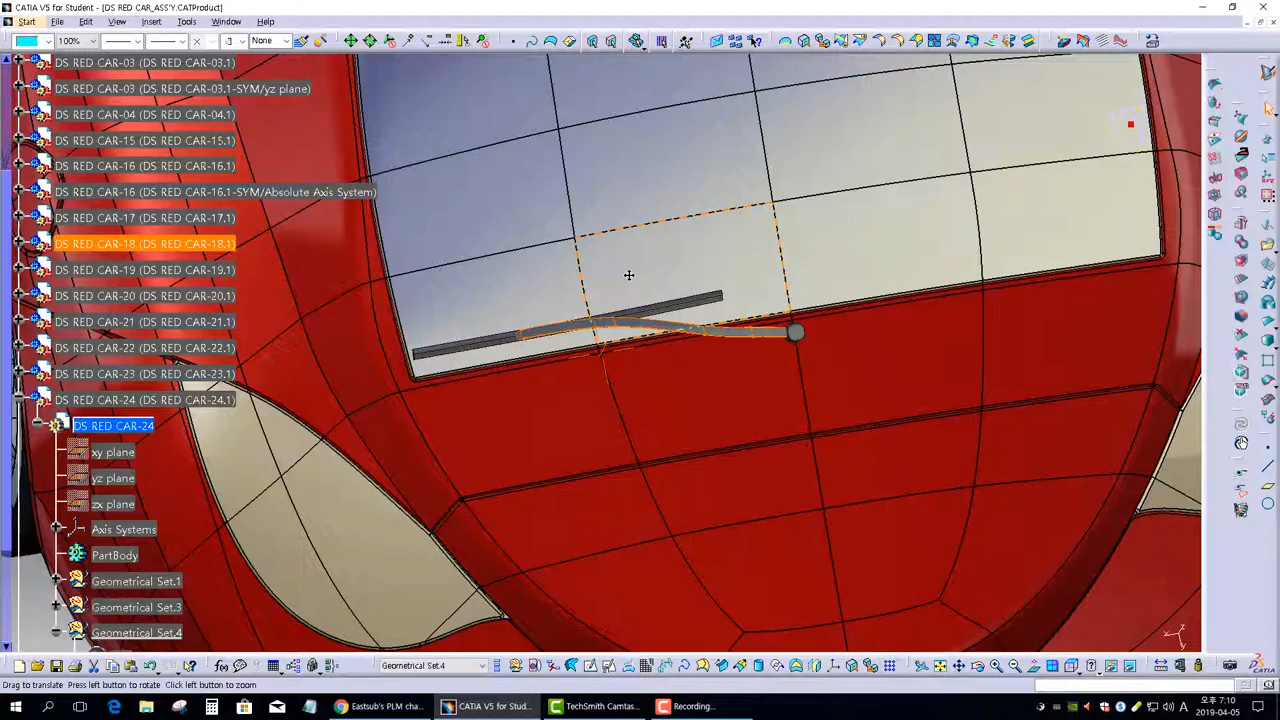 CATIA V5 for Student - [DS RED CAR_ASS'Y.CATProduct]
Start File Edit View Insert Tools Window Help
100% 3 None
DS RED CAR-03 (DS RED CAR-03.1)
DS RED CAR-03 (DS RED CAR-03.1-SYM/yz plane)
DS RED CAR-04 (DS RED CAR-04.1)
DS RED CAR-15 (DS RED CAR-15.1)
DS RED CAR-16 (DS RED CAR-16.1)
DS RED CAR-16 (DS RED CAR-16.1-SYM/Absolute Axis System)
DS RED CAR-17 (DS RED CAR-17.1)
DS RED CAR-18 (DS RED CAR-18.1)
DS RED CAR-19 (DS RED CAR-19.1)
DS RED CAR-20 (DS RED CAR-20.1)
DS RED CAR-21 (DS RED CAR-21.1)
DS RED CAR-22 (DS RED CAR-22.1)
DS RED CAR-23 (DS RED CAR-23.1)
DS RED CAR-24 (DS RED CAR-24.1)
DS RED CAR-24
xy plane
yz plane
zx plane
Axis Systems
PartBody
Geometrical Set.1
Geometrical Set.3
Geometrical Set.4
Geometrical Set.4
Drag to translate Press left button to rotate Click left button to zoom
Eastsub's PLM cha... CATIA V5 for Stud... TechSmith Camtas... Recording...
오후 7:10
2019-04-05